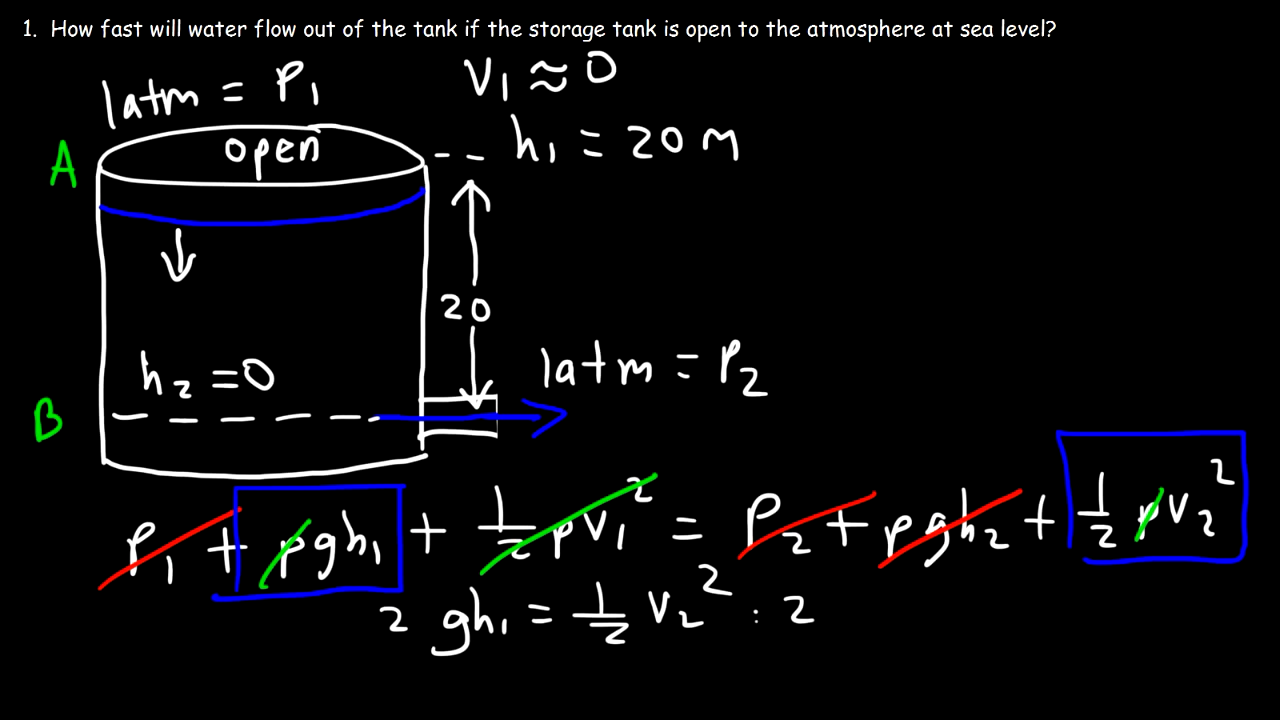 1. How fast will water flow out of the tank if the storage tank is open to the atmosphere at sea level?
1atm = P₁
V₁ ≈ 0
open
h₁ = 20 M
A
20
h₂ = 0
1atm = P₂
B
P₁ + ρgh₁ + 1/2 ρV₁² = P₂ + ρgh₂ + 1/2 ρV₂²
2 gh₁ = 1/2 V₂² · 2